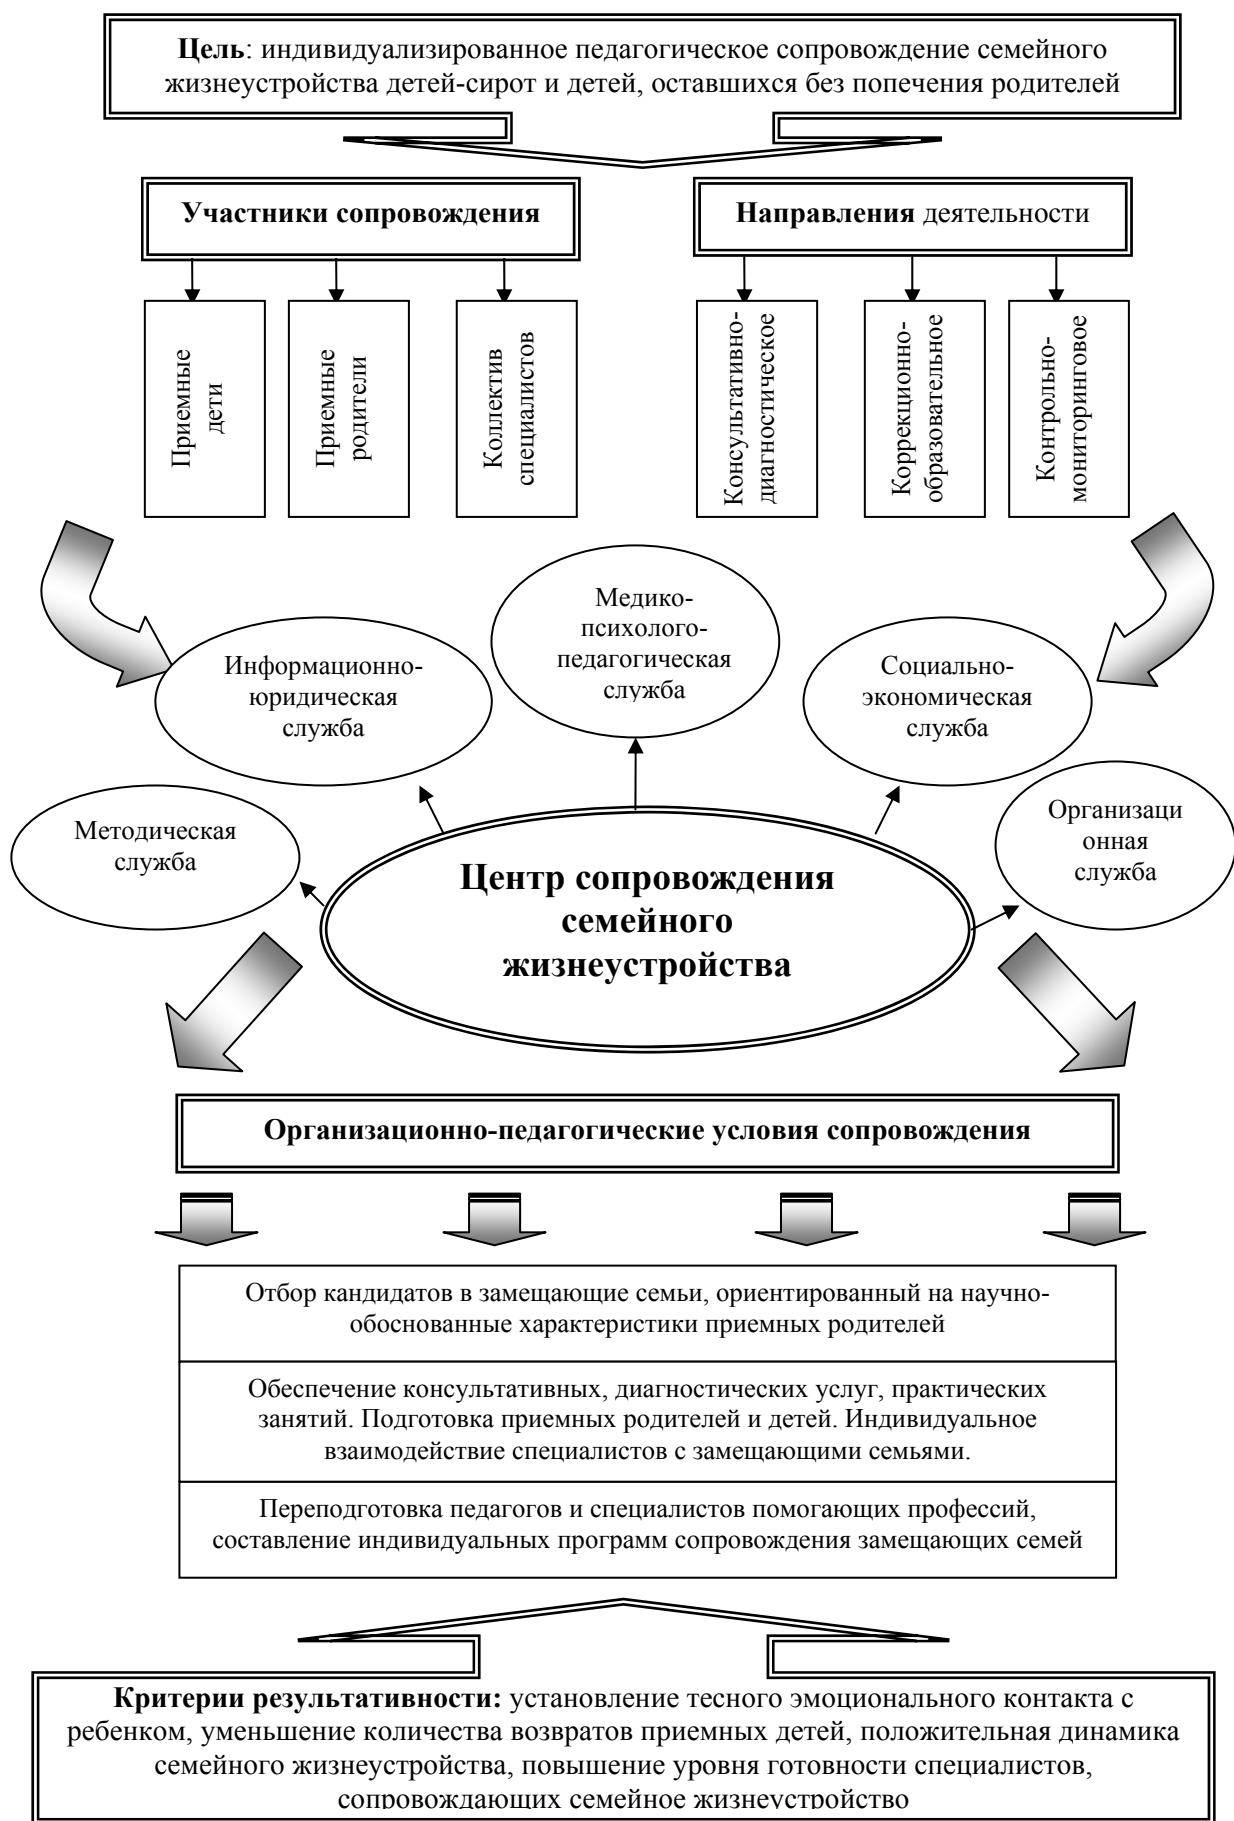 Цель: индивидуализированное педагогическое сопровождение семейного
жизнеустройства детей-сирот и детей, оставшихся без попечения родителей
Участники сопровождения
Направления деятельности
Приемные
дети
Приемные
родители
Коллектив
специалистов
Консультативно-
диагностическое
Коррекционно-
образовательное
Контрольно-
мониторинговое
Медико-
психолого-
педагогическая
служба
Информационно-
юридическая
служба
Социально-
экономическая
служба
Методическая
служба
Организаци
онная
служба
Центр сопровождения
семейного
жизнеустройства
Организационно-педагогические условия сопровождения
Отбор кандидатов в замещающие семьи, ориентированный на научно-
обоснованные характеристики приемных родителей
Обеспечение консультативных, диагностических услуг, практических
занятий. Подготовка приемных родителей и детей. Индивидуальное
взаимодействие специалистов с замещающими семьями.
Переподготовка педагогов и специалистов помогающих профессий,
составление индивидуальных программ сопровождения замещающих семей
Критерии результативности: установление тесного эмоционального контакта с
ребенком, уменьшение количества возвратов приемных детей, положительная динамика
семейного жизнеустройства, повышение уровня готовности специалистов,
сопровождающих семейное жизнеустройство